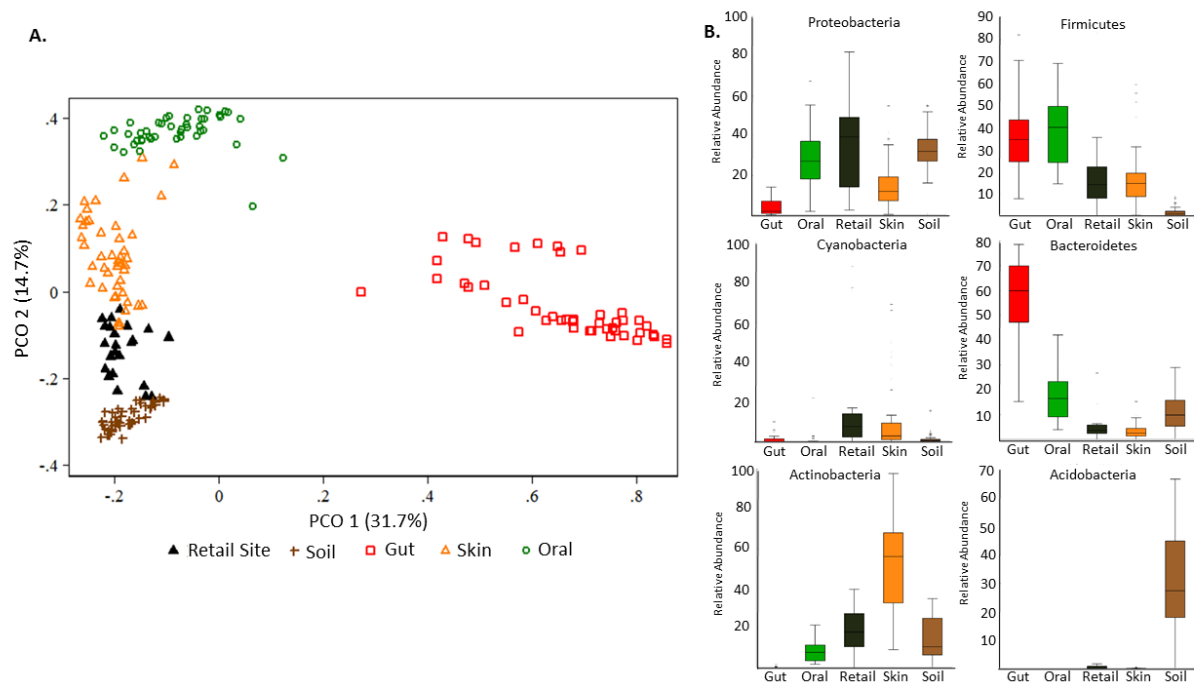 A.
.4
.2
0
-.2
-.4
PCO 2 (14.7%)
-.2 0 .2 .4 .6 .8
PCO 1 (31.7%)
Retail Site Soil Gut Skin Oral
B.
Proteobacteria
Relative Abundance
100
80
60
40
20
Gut Oral Retail Skin Soil
Firmicutes
Relative Abundance
90
80
70
60
50
40
30
20
10
Gut Oral Retail Skin Soil
Cyanobacteria
Relative Abundance
100
80
60
40
20
Gut Oral Retail Skin Soil
Bacteroidetes
Relative Abundance
80
70
60
50
40
30
20
10
Gut Oral Retail Skin Soil
Actinobacteria
Relative Abundance
100
80
60
40
20
Gut Oral Retail Skin Soil
Acidobacteria
Relative Abundance
70
60
50
40
30
20
10
Gut Oral Retail Skin Soil